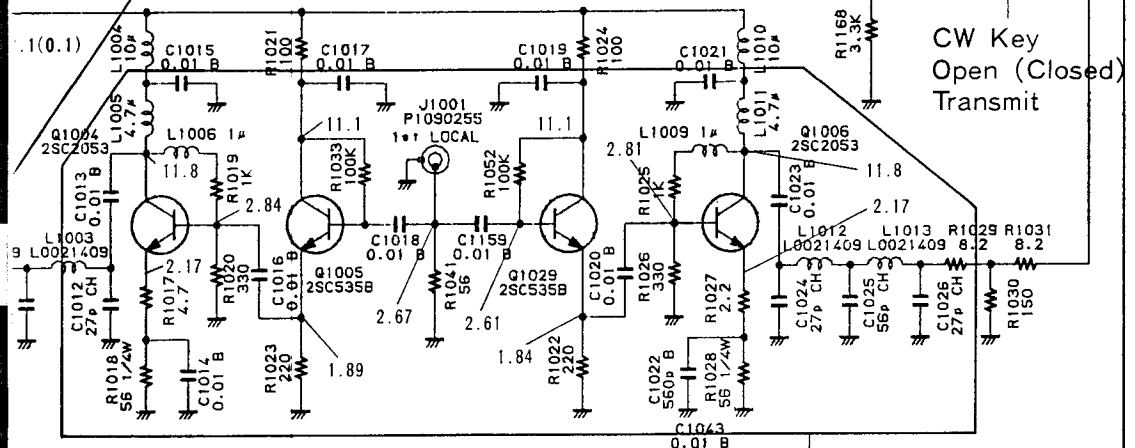 .1(0.1)
L1004
10μ
C1015
0.01 B
R1021
100
C1017
0.01 B
C1019
0.01 B
R1024
100
C1021
0.01 B
L1010
10μ
R1168
3.3K
CW Key
Open (Closed)
Transmit
L1005
4.7μ
J1001
P1090255
1st LOCAL
L1011
4.7μ
Q1004
2SC2053
L1006 1μ
11.1
11.1
L1009 1μ
Q1006
2SC2053
11.8
R1019
1K
R1033
100K
R1052
100K
2.81
R1025
1K
11.8
C1013
0.01 B
2.84
C1023
0.01 B
2.17
9
L1003
L0021409
C1018
0.01 B
C1159
0.01 B
L1012
L0021409
L1013
L0021409
R1029
8.2
R1031
8.2
2.17
R1020
330
C1016
0.01 B
Q1005
2SC535B
R1041
56
Q1029
2SC535B
C1020
0.01 B
R1026
330
2.17
C1012
27p CH
R1017
4.7
2.67
2.61
R1027
2.2
C1024
27p CH
C1025
56p CH
C1026
27p CH
R1030
150
R1018
56 1/4W
C1014
0.01 B
R1023
220
1.89
1.84
R1022
220
C1022
560p B
R1028
56 1/4W
C1043
0.01 B